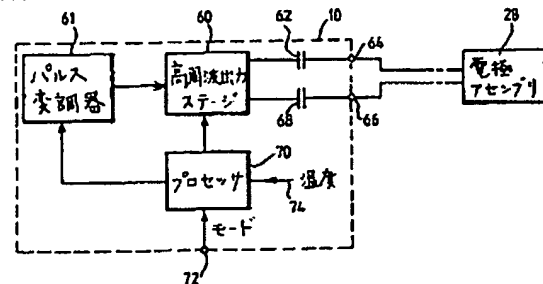 61
60
62
10
64
28
パルス
変調器
高周波出力
ステージ
電極
アセンブリ
68
66
70
プロセッサ
温度
74
モード
72